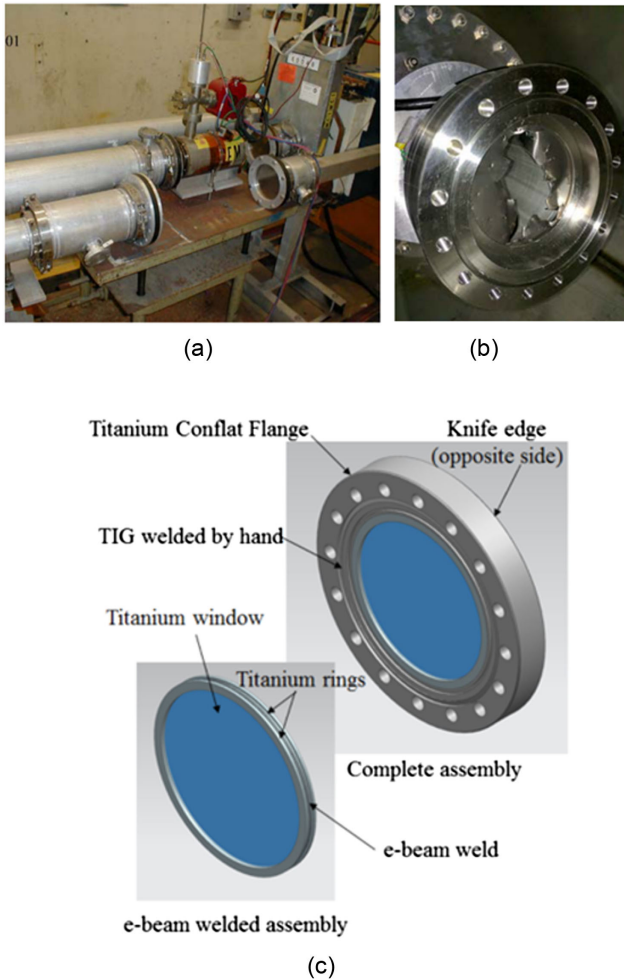 01
(a)
(b)
Titanium Conflat Flange
Knife edge
(opposite side)
TIG welded by hand
Titanium window
Titanium rings
Complete assembly
e-beam weld
e-beam welded assembly
(c)